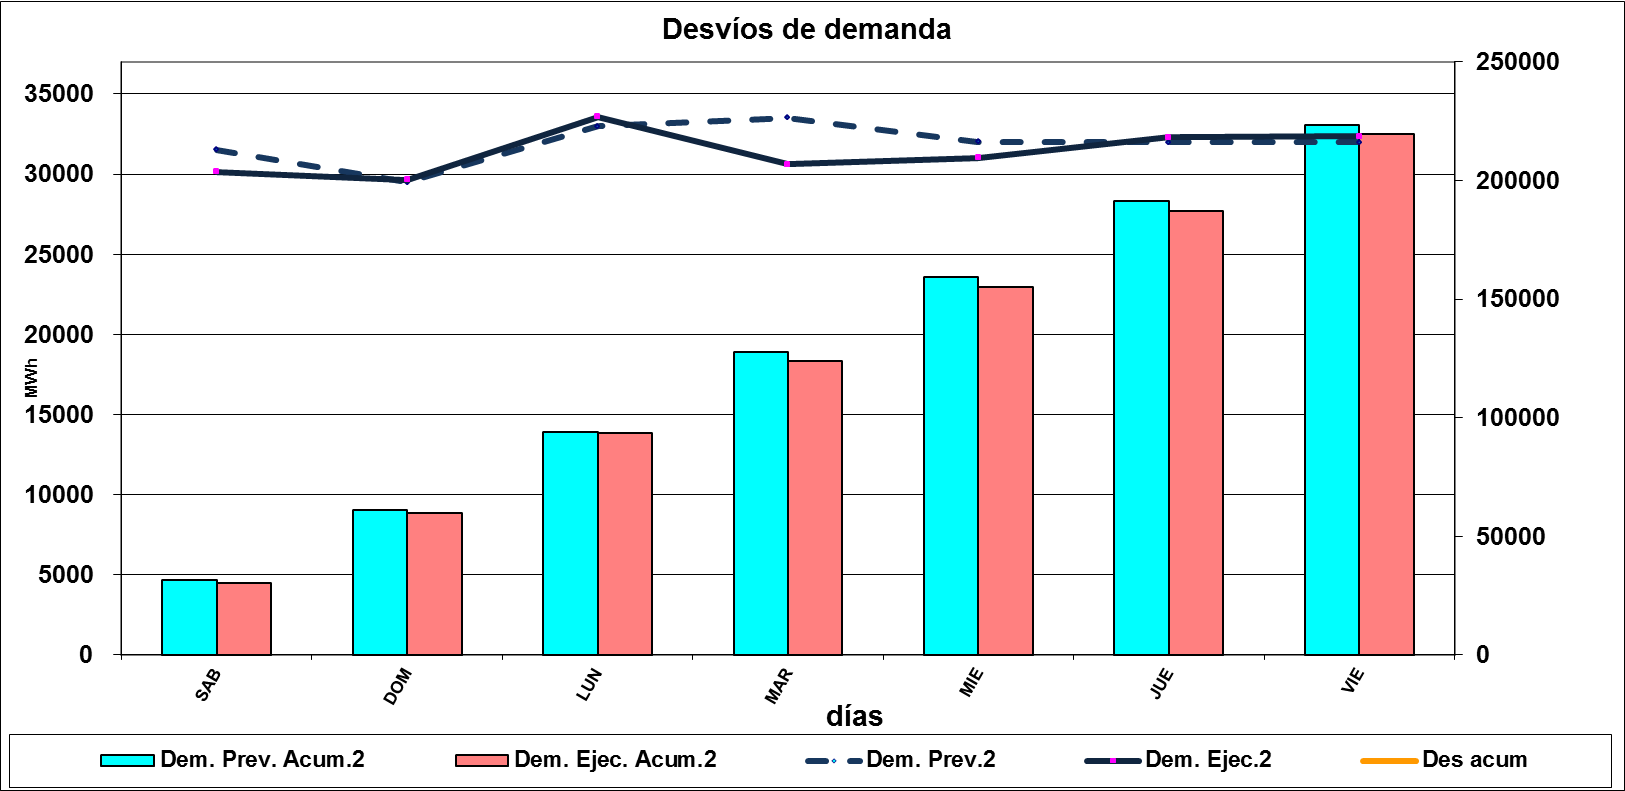 Desvíos de demanda
35000
30000
25000
20000
15000
10000
5000
0
MWh
250000
200000
150000
100000
50000
0
SAB
DOM
LUN
MAR
MIE
JUE
VIE
días
Dem. Prev. Acum.2
Dem. Ejec. Acum.2
Dem. Prev.2
Dem. Ejec.2
Des acum